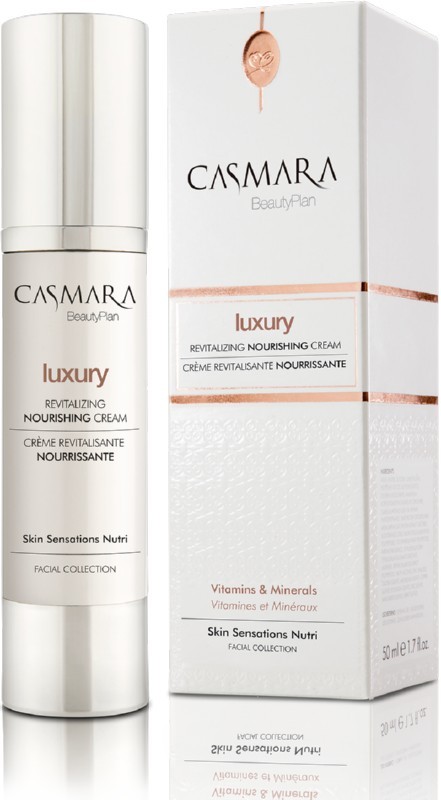 CASMARA
BeautyPlan
luxury
REVITALIZING
NOURISHING CREAM
CRÈME REVITALISANTE
NOURRISSANTE
Skin Sensations Nutri
FACIAL COLLECTION
CASMARA
BeautyPlan
luxury
REVITALIZING NOURISHING CREAM
CRÈME REVITALISANTE NOURRISSANTE
Vitamins & Minerals
Vitamines et Minéraux
Skin Sensations Nutri
FACIAL COLLECTION
50 ml e 1.7 fl.oz.